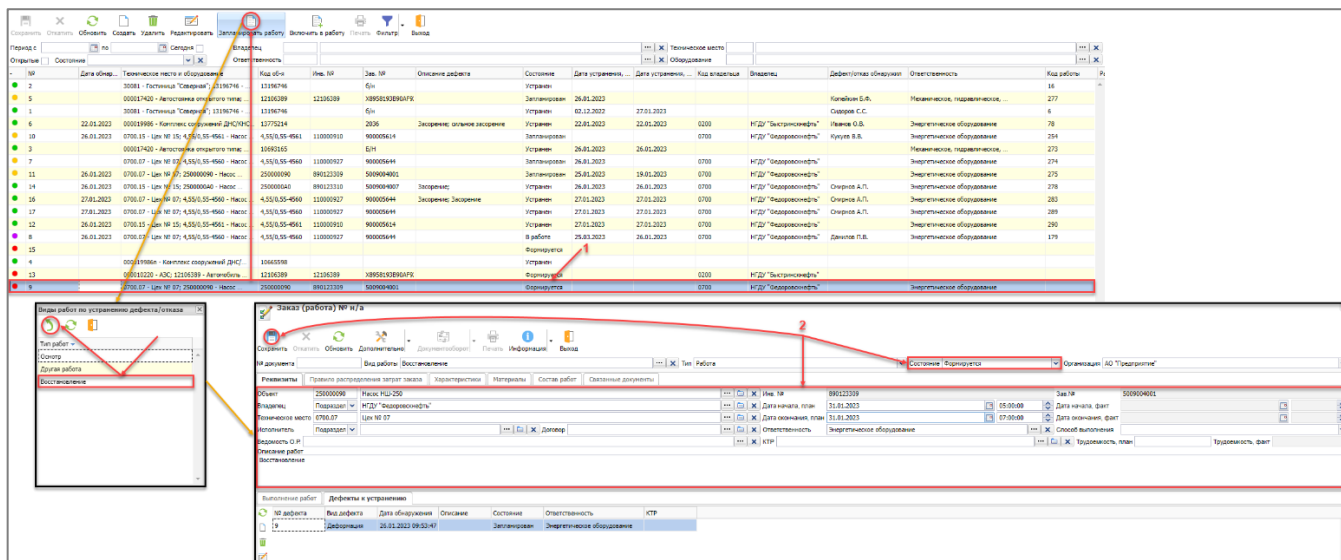 Сохранить Откатить Обновить Создать Удалить Редактировать Запланировать работу Включить в работу Печать Фильтр Выход
Период с по Сегодня Владелец Техническое место
Открытые Состояние Ответственность Оборудование
№ Дата обнар... Техническое место и оборудование Код об-я Инв. № Зав. № Описание дефекта Состояние Дата устранения, ... Дата устранения, ... Код владельца Владелец Дефект/отказ обнаружил Ответственность Код работы
2 30081 - Гостиница "Северная"; 13196746 - ... 13196746 б/н Устранен 16
5 000017420 - Автостоянка открытого типа; ... 12106389 12106389 X89581938G0AF9X Запланирован 26.01.2023 Копейкин Б.Ф. Механическое, гидравлическое, ... 277
1 30081 - Гостиница "Северная"; 13196746 - ... 13196746 б/н Устранен 02.12.2022 27.01.2023 Сидоров С.С. 6
6 22.01.2023 000019986 - Комплекс сооружений ДНС/КНС 13775214 2036 Засорение; сильное засорение Устранен 22.01.2023 22.01.2023 0200 НГДУ "Быстринскнефть" Иванов О.В. Энергетическое оборудование 78
10 26.01.2023 0700.15 - Цех № 15; 4,55/0,55-4561 - Насос ... 4,55/0,55-4561 110000910 900005614 Запланирован 26.01.2023 0700 НГДУ "Федоровскнефть" Кукуев В.В. Энергетическое оборудование 254
3 000017420 - Автостоянка открытого типа; ... 10693165 Б/Н Устранен 26.01.2023 26.01.2023 Механическое, гидравлическое, ... 273
7 0700.07 - Цех № 07; 4,55/0,55-4560 - Насос ... 4,55/0,55-4560 110000927 900005644 Запланирован 26.01.2023 0700 НГДУ "Федоровскнефть" Энергетическое оборудование 274
11 26.01.2023 0700.07 - Цех № 07; 250000090 - Насос ... 250000090 890123309 5009004001 Запланирован 25.01.2023 19.01.2023 0700 НГДУ "Федоровскнефть" Энергетическое оборудование 275
14 26.01.2023 0700.15 - Цех № 15; 2500000A0 - Насос ... 2500000A0 890123310 5009004007 Засорение; Устранен 26.01.2023 26.01.2023 0700 НГДУ "Федоровскнефть" Смирнов А.П. Энергетическое оборудование 278
16 27.01.2023 0700.07 - Цех № 07; 4,55/0,55-4560 - Насос ... 4,55/0,55-4560 110000927 900005644 Засорение; Засорение Устранен 27.01.2023 27.01.2023 0700 НГДУ "Федоровскнефть" Смирнов А.П. Энергетическое оборудование 283
17 27.01.2023 0700.07 - Цех № 07; 4,55/0,55-4560 - Насос ... 4,55/0,55-4560 110000927 900005644 Устранен 27.01.2023 27.01.2023 0700 НГДУ "Федоровскнефть" Смирнов А.П. Энергетическое оборудование 289
12 26.01.2023 0700.15 - Цех № 15; 4,55/0,55-4561 - Насос ... 4,55/0,55-4561 110000910 900005614 Устранен 27.01.2023 27.01.2023 0700 НГДУ "Федоровскнефть" Энергетическое оборудование 290
8 26.01.2023 0700.07 - Цех № 07; 4,55/0,55-4560 - Насос ... 4,55/0,55-4560 110000927 900005644 В работе 25.03.2023 26.01.2023 0700 НГДУ "Федоровскнефть" Данилов П.В. Энергетическое оборудование 179
15 Формируется 1
4 Комплекс сооружений ДНС/ ... 10665598 Устранен
13 000010220 - АЗС; 12106389 - Автомобиль ... 12106389 12106389 X89581938G0AF9X Формируется 0200 НГДУ "Быстринскнефть"
9 0700.07 - Цех № 07; 250000090 - Насос ... 250000090 890123309 5009004001 Формируется 0700 НГДУ "Федоровскнефть" Энергетическое оборудование
Виды работ по устранению дефекта/отказа
Тип работ
Осмотр
Другая работа
Восстановление
Заказ (работа) № н/а
2
Сохранить Откатить Обновить Дополнительно Документооборот Печать Информация Выход
№ документа Вид работы Восстановление Тип Работа Состояние Формируется Организация АО "Предприятие"
Реквизиты Правило распределения затрат заказа Характеристики Материалы Состав работ Связанные документы
Объект 250000090 Насос НШ-250 Инв. № 890123309 Зав.№ 5009004001
Владелец Подраздел НГДУ "Федоровскнефть" Дата начала, план 31.01.2023 05:00:00 Дата начала, факт
Техническое место 0700.07 Цех № 07 Дата окончания, план 31.01.2023 07:00:00 Дата окончания, факт
Исполнитель Подраздел Договор Ответственность Энергетическое оборудование Способ выполнения
Ведомость О.Р. КТР Трудоемкость, план Трудоемкость, факт
Описание работ
Восстановление
Выполнение работ Дефекты к устранению
№ дефекта Вид дефекта Дата обнаружения Описание Состояние Ответственность КТР
9 Деформация 26.01.2023 09:53:47 Запланирован Энергетическое оборудование